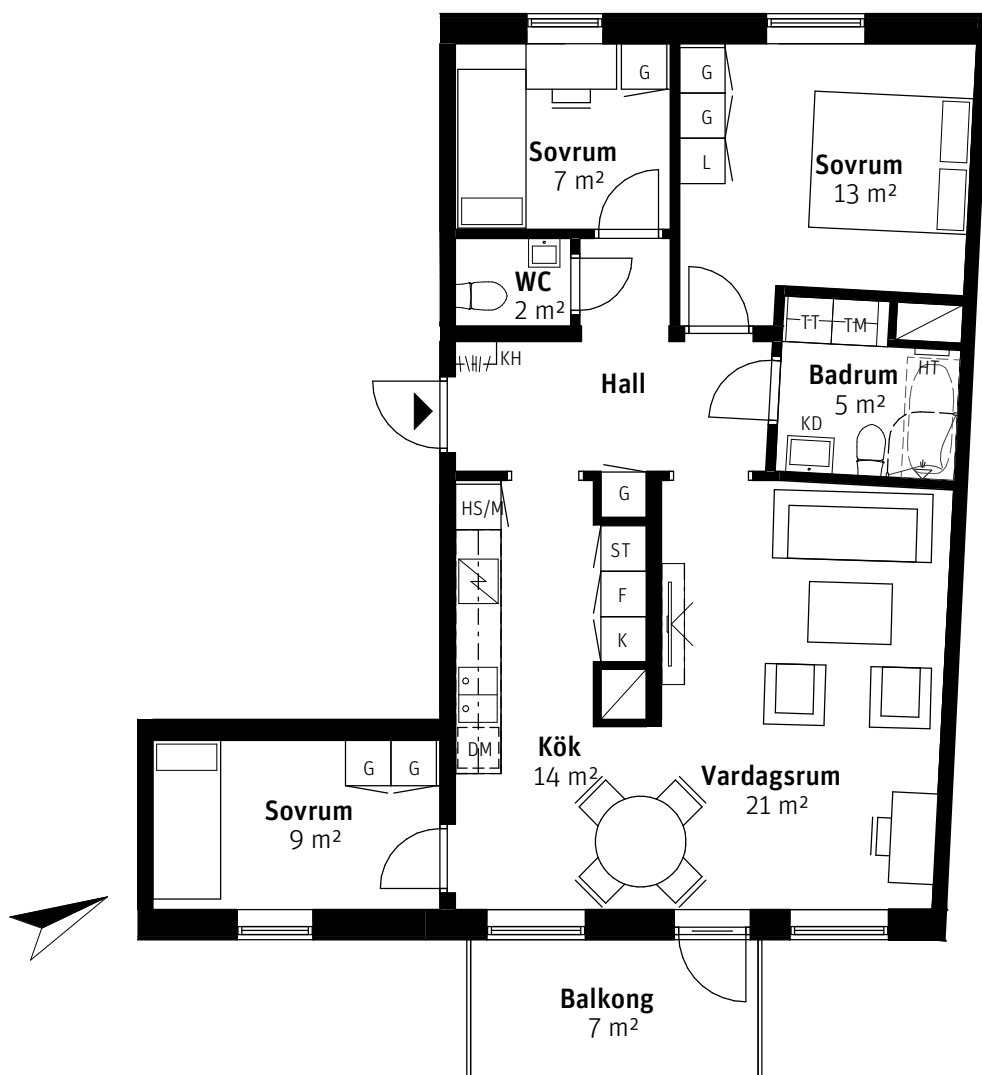 G
G
G
L
Sovrum
7 m²
Sovrum
13 m²
WC
2 m²
KH
Hall
TT
TM
Badrum
5 m²
HT
KD
HS/M
G
ST
F
K
DM
Kök
14 m²
Vardagsrum
21 m²
G
G
Sovrum
9 m²
Balkong
7 m²